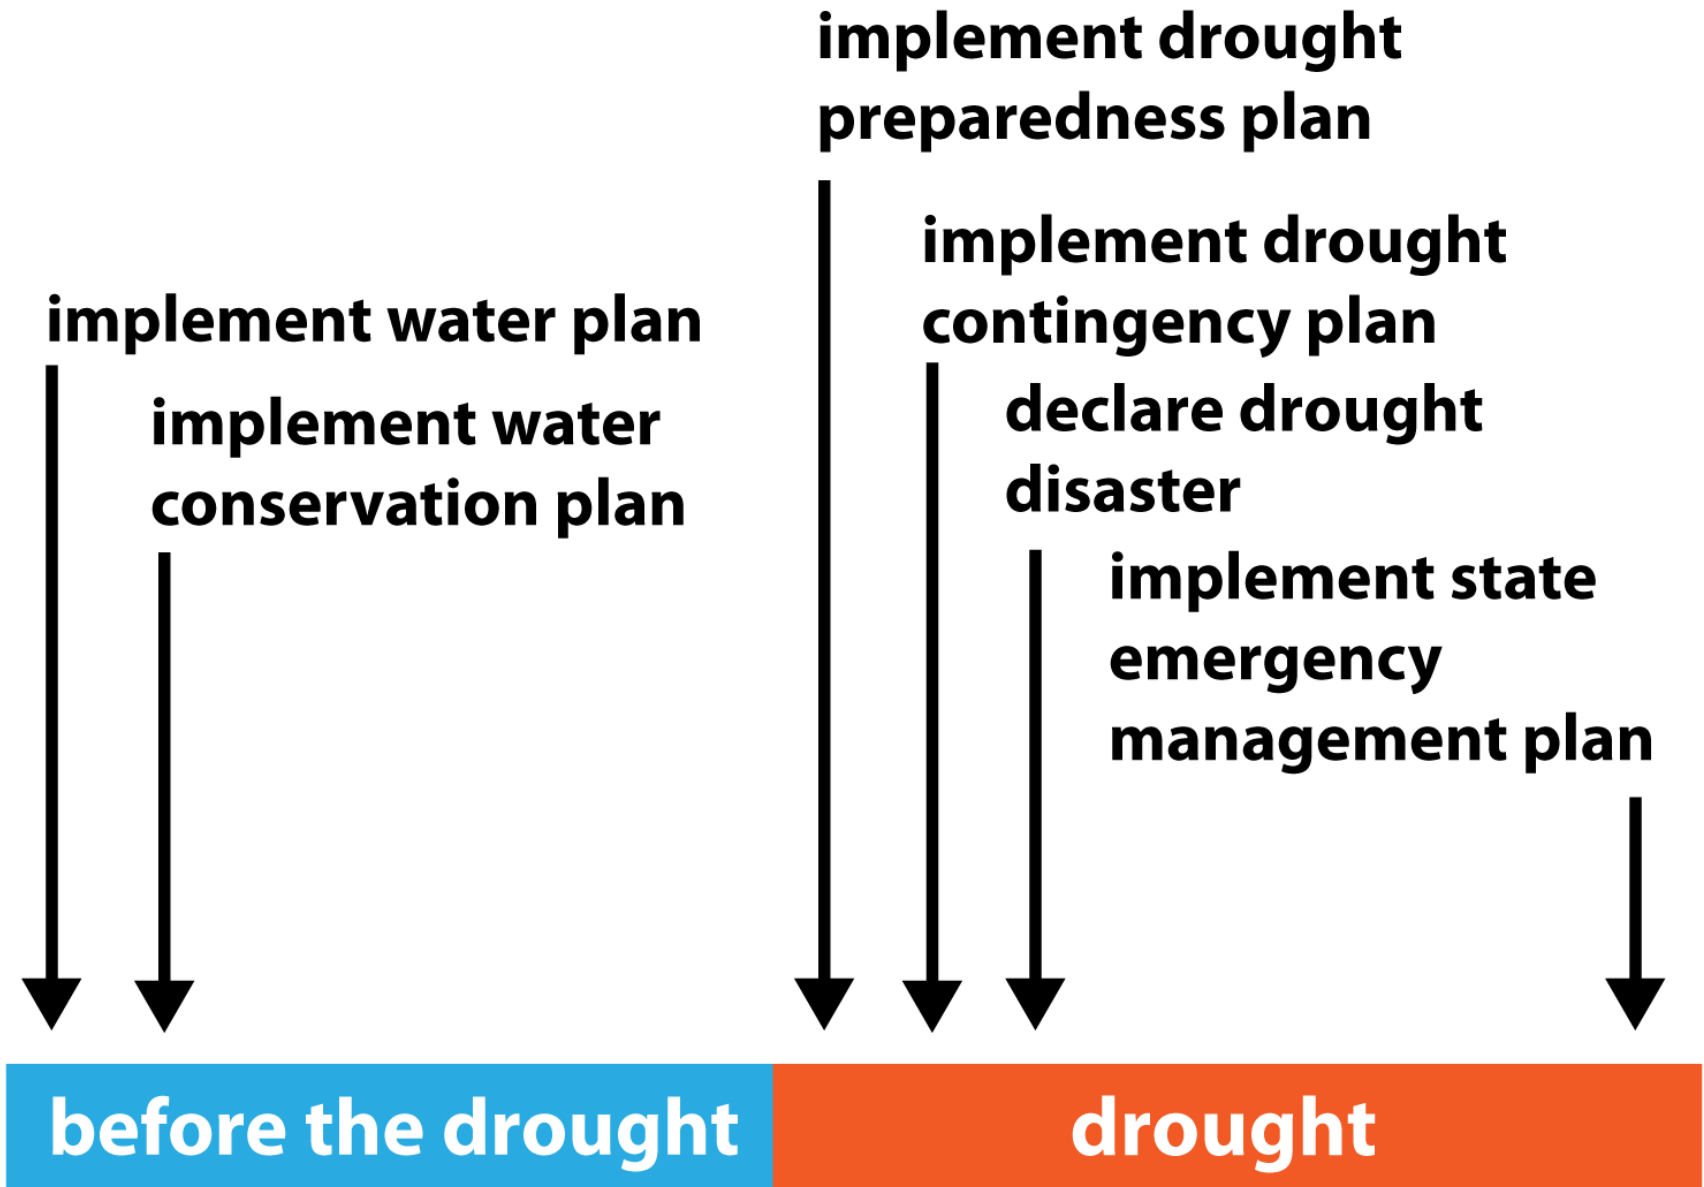 implement drought
preparedness plan
implement drought
contingency plan
implement water plan
declare drought
disaster
implement water
conservation plan
implement state
emergency
management plan
before the drought
drought